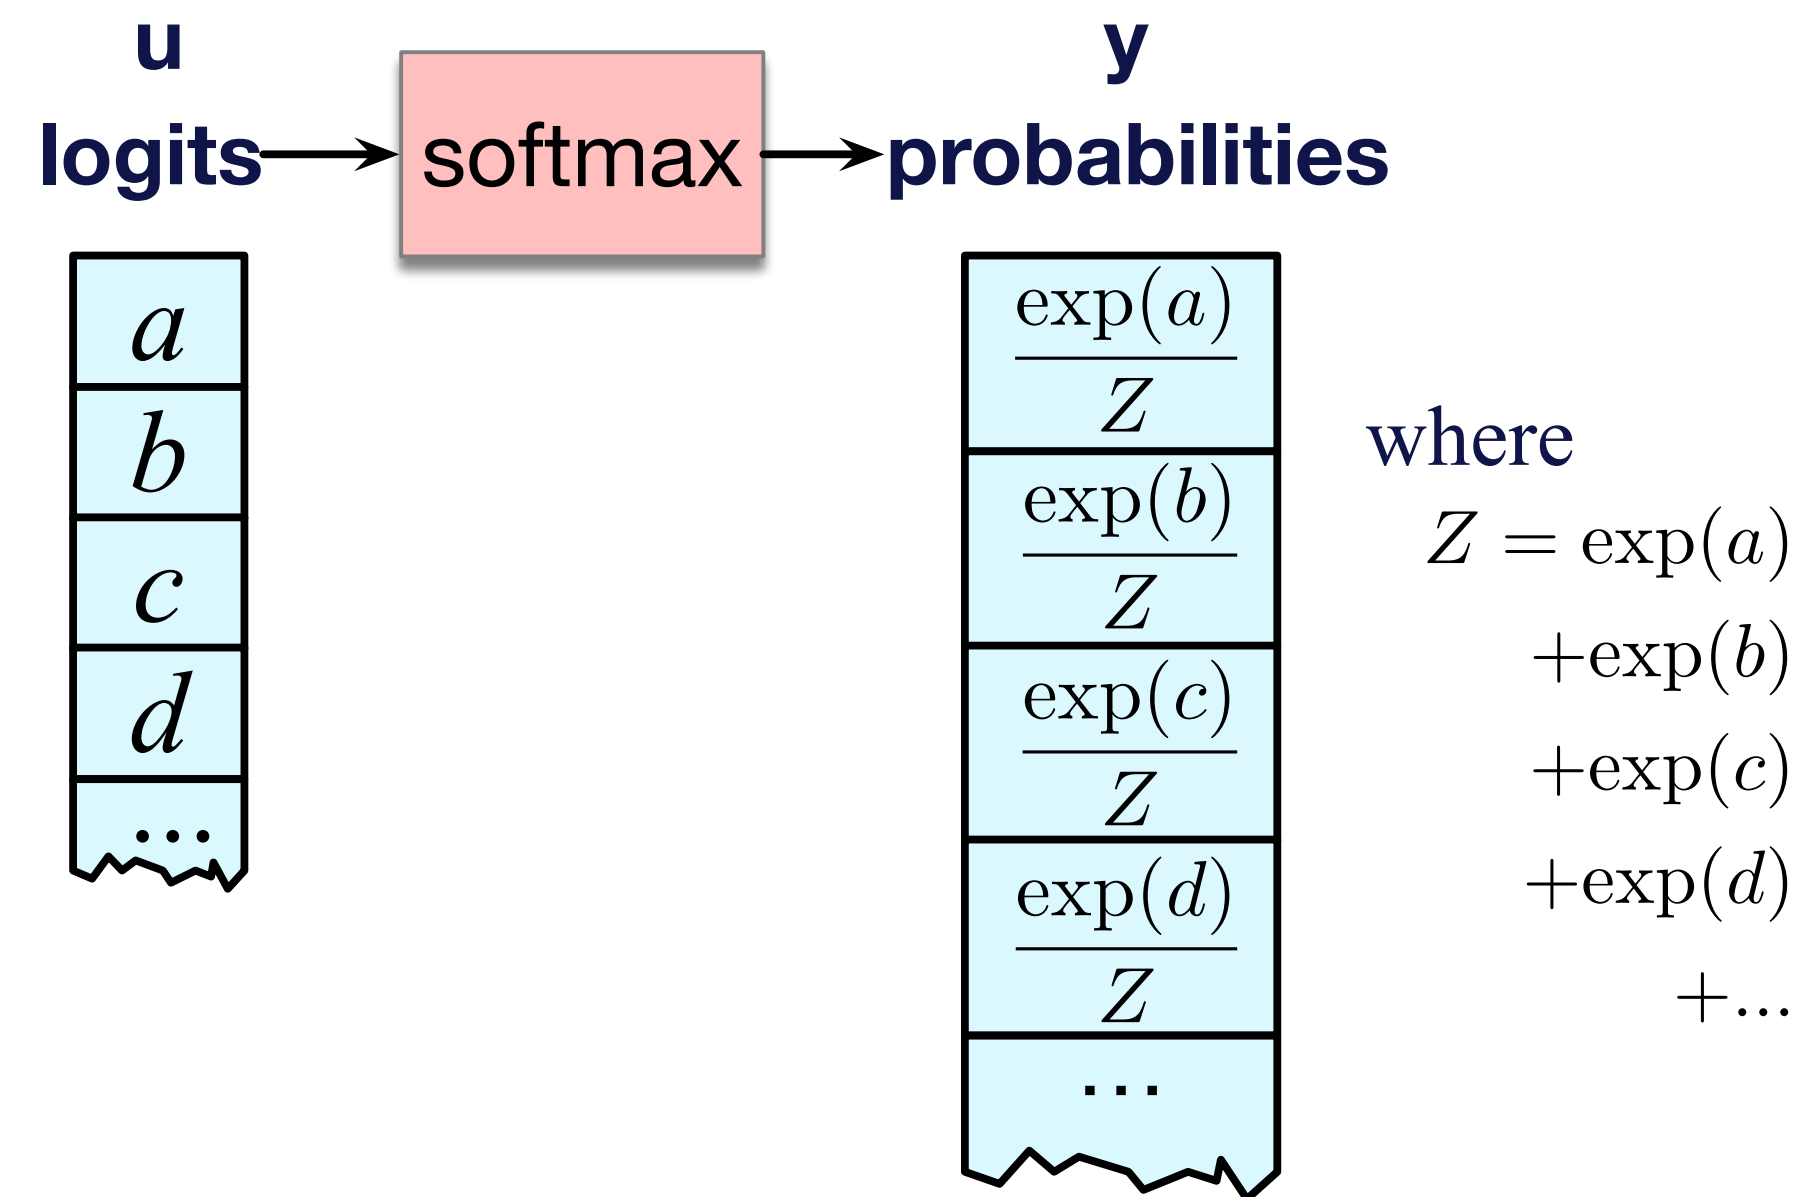 u
logits
softmax
y
probabilities
a
b
c
d
...
exp(a)
Z
exp(b)
Z
exp(c)
Z
exp(d)
Z
...
where
Z = exp(a)
+exp(b)
+exp(c)
+exp(d)
+...